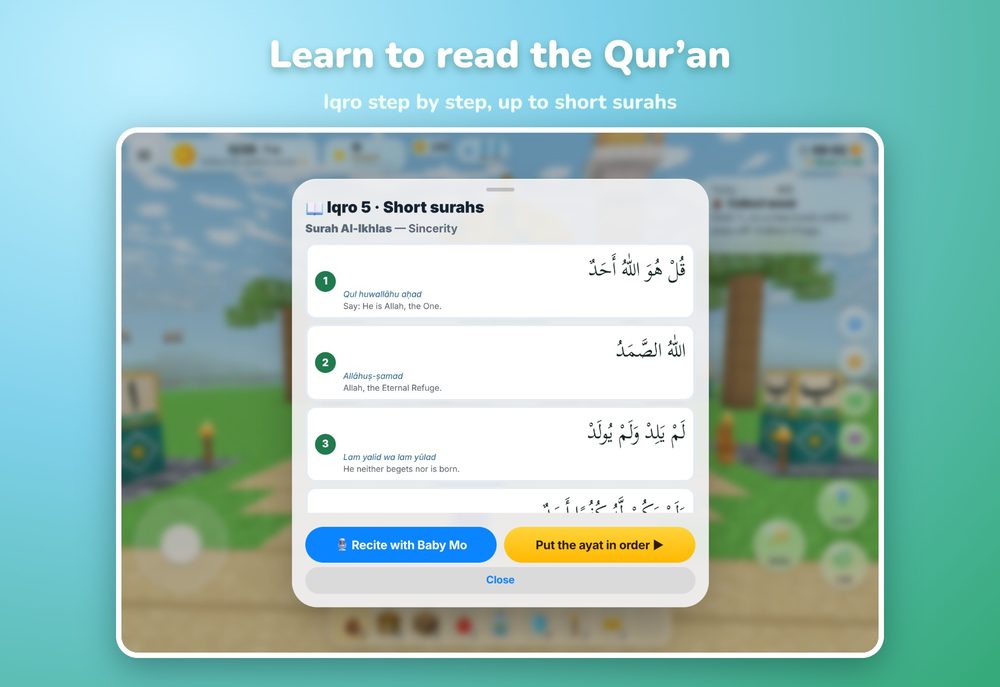 Learn to read the Qur’an
Iqro step by step, up to short surahs
📖 Iqro 5 · Short surahs
Surah Al-Ikhlas — Sincerity
قُلْ هُوَ اللّٰهُ أَحَدٌ
1
Qul huwallāhu aḥad
Say: He is Allah, the One.
اللّٰهُ الصَّمَدُ
2
Allāhuṣ-ṣamad
Allah, the Eternal Refuge.
لَمْ يَلِدْ وَلَمْ يُولَدْ
3
Lam yalid wa lam yūlad
He neither begets nor is born.
🎙️ Recite with Baby Mo
Put the ayat in order ▶
Close